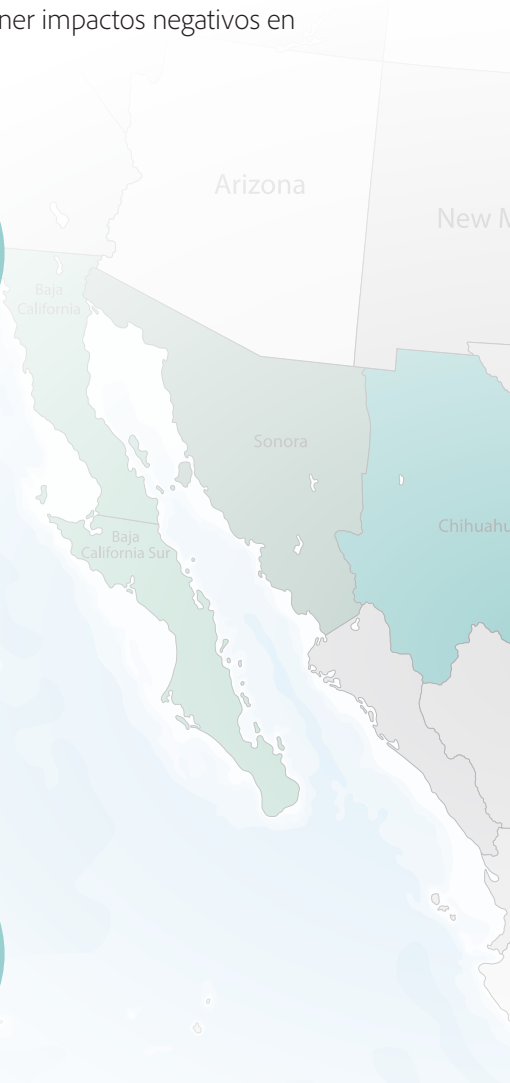 ner impactos negativos en
Arizona
New M
Baja
California
Sonora
Chihuahu
Baja
California Sur